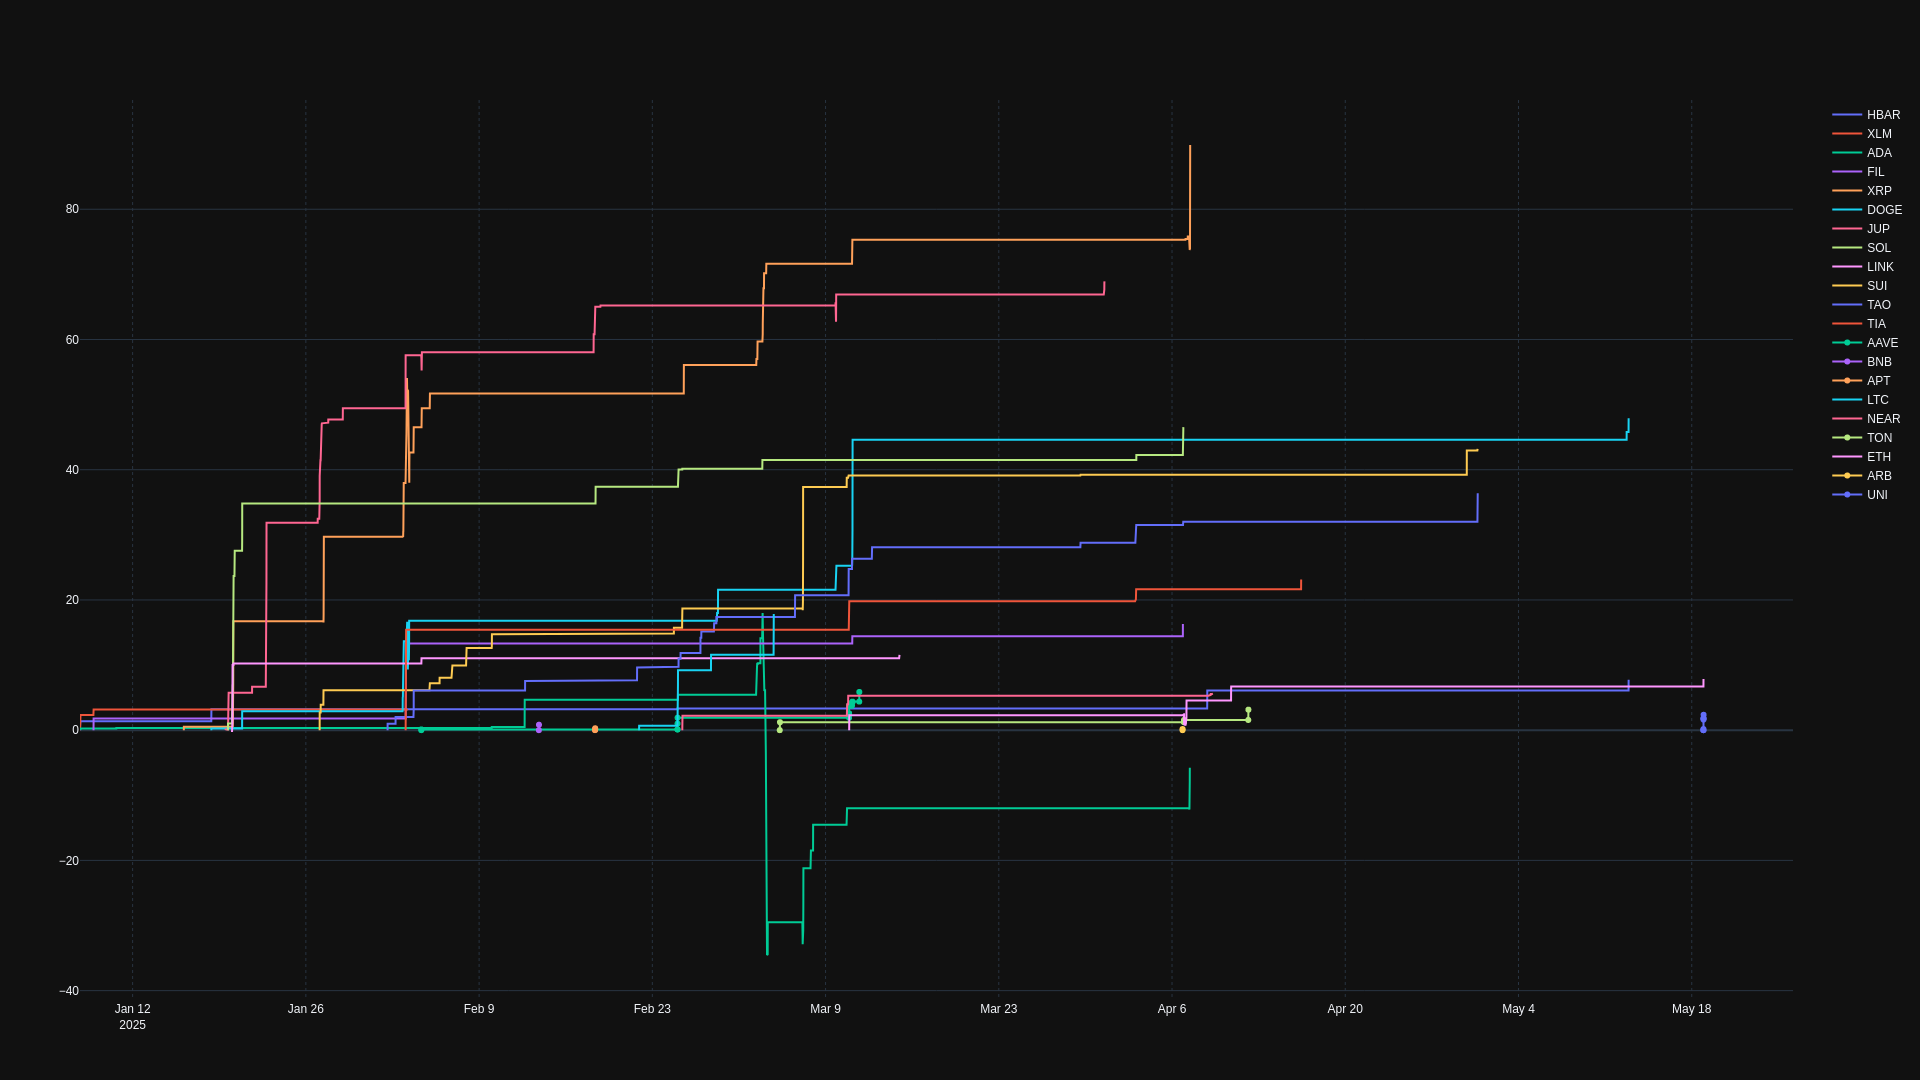 80
60
40
20
0
−20
−40
Jan 12
2025
Jan 26
Feb 9
Feb 23
Mar 9
Mar 23
Apr 6
Apr 20
May 4
May 18
HBAR
XLM
ADA
FIL
XRP
DOGE
JUP
SOL
LINK
SUI
TAO
TIA
AAVE
BNB
APT
LTC
NEAR
TON
ETH
ARB
UNI